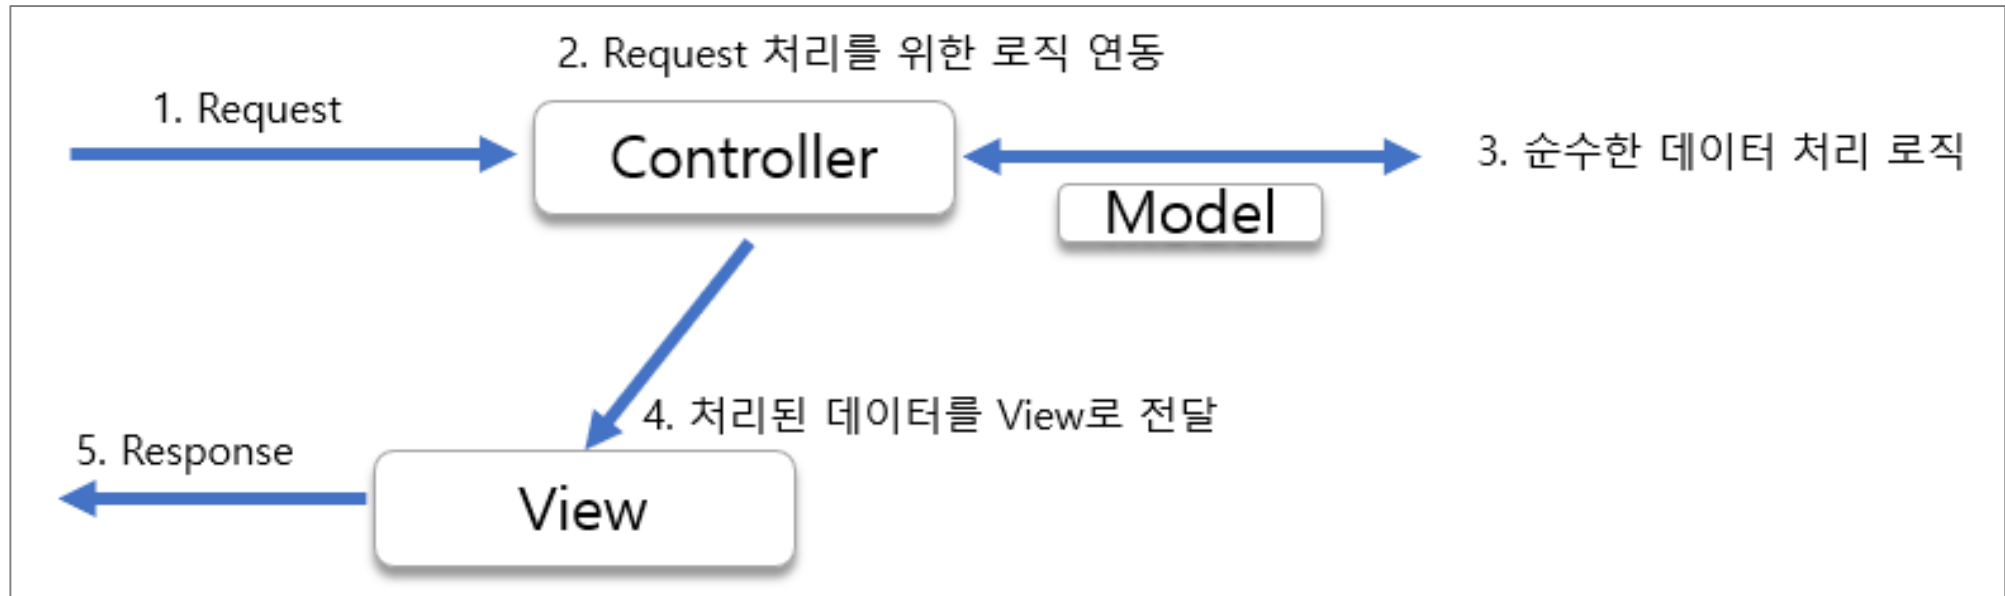 2. Request 처리를 위한 로직 연동
1. Request
Controller
3. 순수한 데이터 처리 로직
Model
4. 처리된 데이터를 View로 전달
5. Response
View